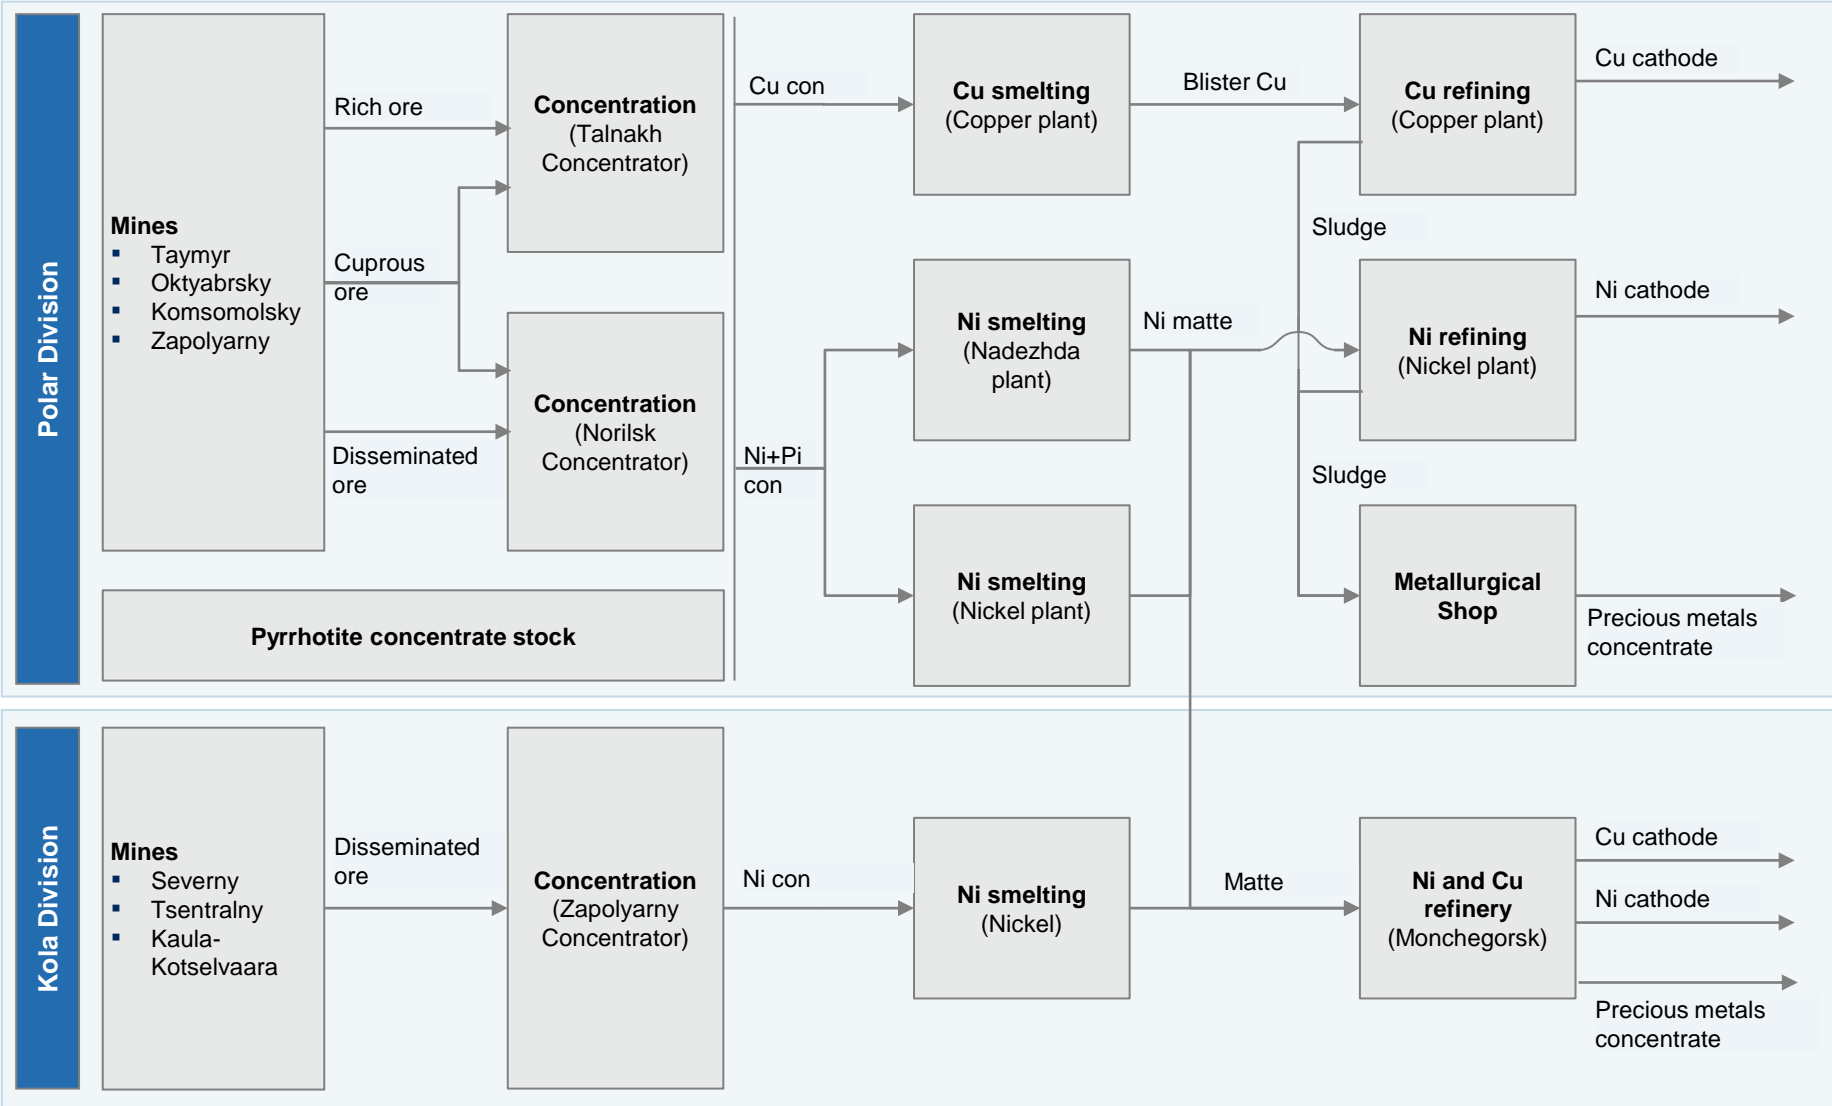 Polar Division
Mines
▪ Taymyr
▪ Oktyabrsky
▪ Komsomolsky
▪ Zapolyarny
Rich ore
Cuprous
ore
Disseminated
ore
Concentration
(Talnakh
Concentrator)
Concentration
(Norilsk
Concentrator)
Pyrrhotite concentrate stock
Cu con
Ni+Pi
con
Cu smelting
(Copper plant)
Ni smelting
(Nadezhda
plant)
Ni smelting
(Nickel plant)
Blister Cu
Ni matte
Sludge
Sludge
Cu refining
(Copper plant)
Ni refining
(Nickel plant)
Metallurgical
Shop
Cu cathode
Ni cathode
Precious metals
concentrate
Kola Division
Mines
▪ Severny
▪ Tsentralny
▪ Kaula-
Kotselvaara
Disseminated
ore
Concentration
(Zapolyarny
Concentrator)
Ni con
Ni smelting
(Nickel)
Matte
Ni and Cu
refinery
(Monchegorsk)
Cu cathode
Ni cathode
Precious metals
concentrate